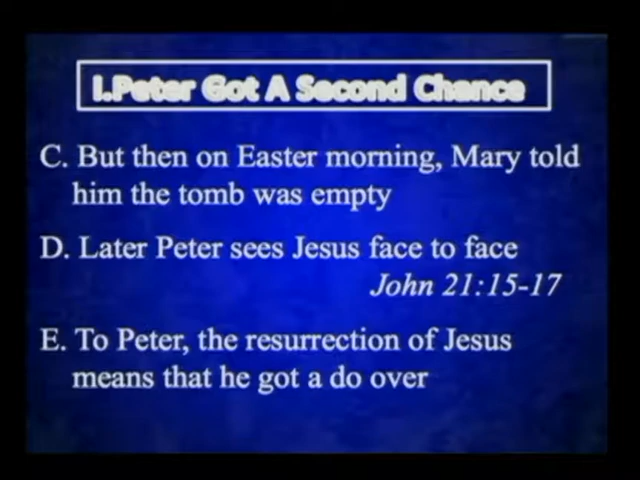 I.Peter Got A Second Chance
C. But then on Easter morning, Mary told
him the tomb was empty
D. Later Peter sees Jesus face to face
John 21:15-17
E. To Peter, the resurrection of Jesus
means that he got a do over